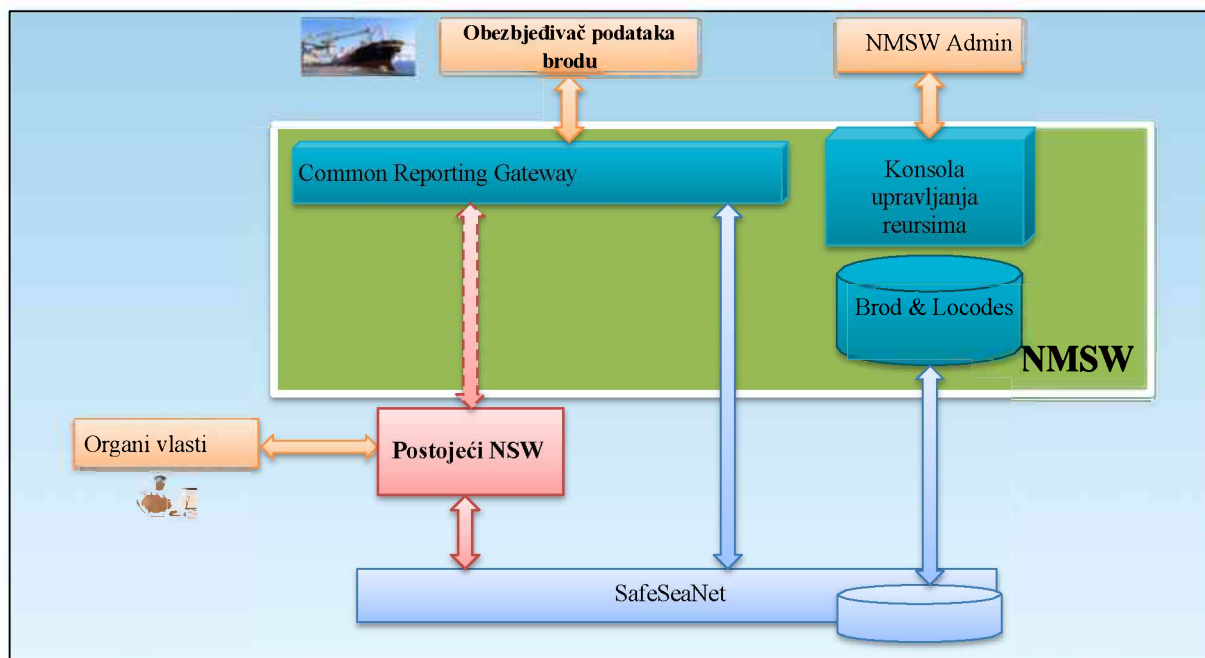 Obezbjeđivač podataka
brodu
NMSW Admin
Common Reporting Gateway
Konsola
upravljanja
reursima
Brod & Locodes
NMSW
Organi vlasti
Postojeći NSW
SafeSeaNet